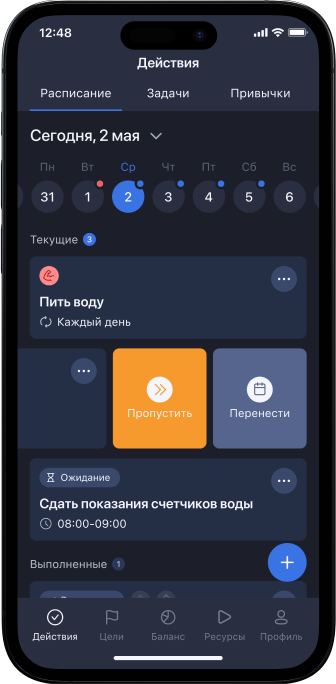 12:48
Действия
Расписание Задачи Привычки
Сегодня, 2 мая
Пн Вт Ср Чт Пт Сб Вс
31 1 2 3 4 5 6
Текущие 3
Пить воду
Каждый день
Пропустить Перенести
Ожидание
Сдать показания счетчиков воды
08:00-09:00
Выполненные 1
Действия Цели Баланс Ресурсы Профиль